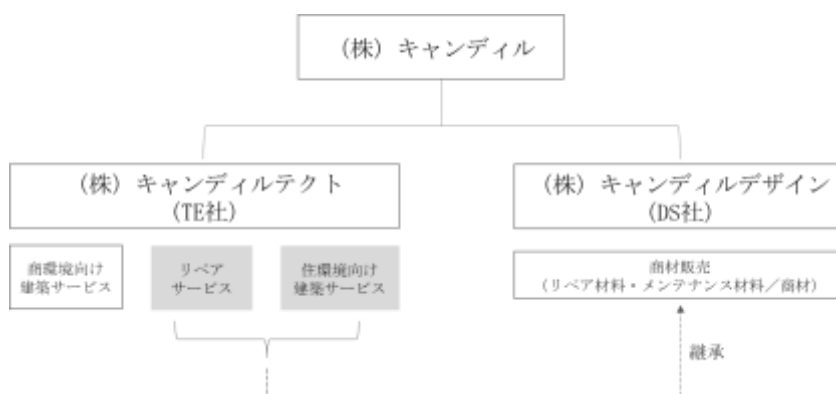 (株) キャンディル
(株) キャンディルテクト
(TE社)
(株) キャンディルデザイン
(DS社)
商環境向け
建築サービス
リペア
サービス
住環境向け
建築サービス
商材販売
(リペア材料・メンテナンス材料／商材)
継承